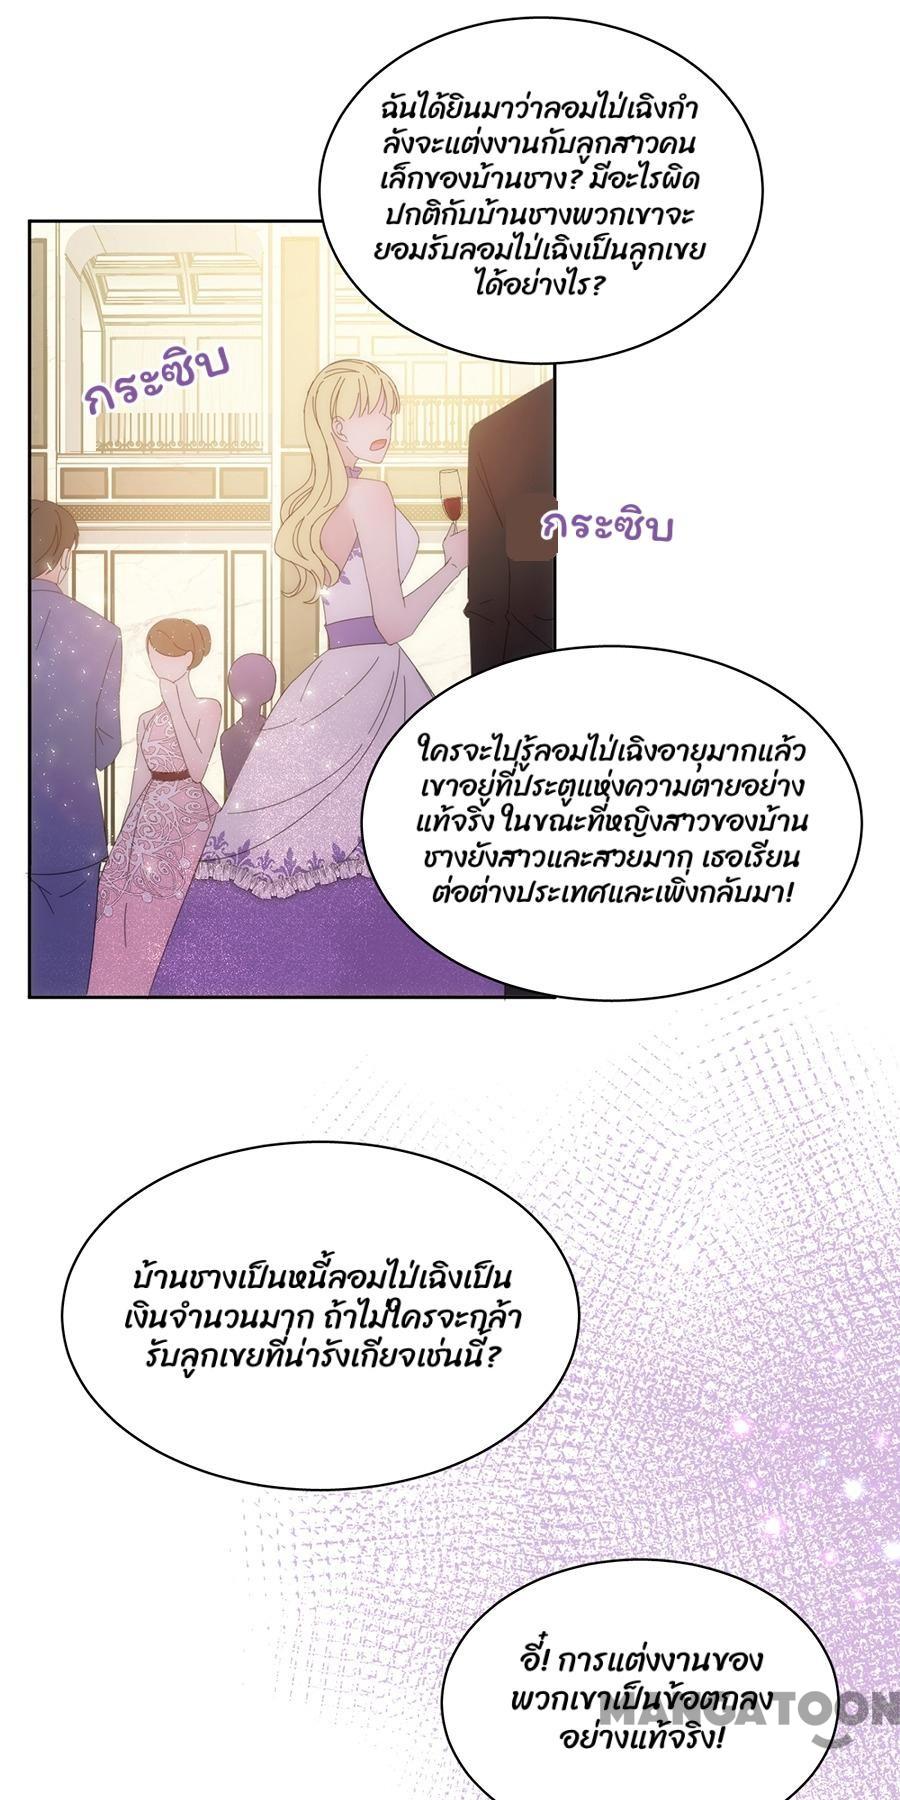 ฉันได้ยินมาว่าลอมไป่เฉิงกำ
ลังจะแต่งงานกับลูกสาวคน
เล็กของบ้านชาง? มีอะไรผิด
ปกติกับบ้านชางพวกเขาจะ
ยอมรับลอมไป่เฉิงเป็นลูกเขย
ได้อย่างไร?
กระซิบ
กระซิบ
ใครจะไปรู้ลอมไป่เฉิงอายุมากแล้ว
เขาอยู่ที่ประตูแห่งความตายอย่าง
แท้จริง ในขณะที่หญิงสาวของบ้าน
ชางยังสาวและสวยมาก เธอเรียน
ต่อต่างประเทศและเพิ่งกลับมา!
บ้านชางเป็นหนี้ลอมไป่เฉิงเป็น
เงินจำนวนมาก ถ้าไม่ใครจะกล้า
รับลูกเขยที่น่ารังเกียจเช่นนี้?
อี๋! การแต่งงานของ
พวกเขาเป็นข้อตกลง
อย่างแท้จริง!
MANGATOON